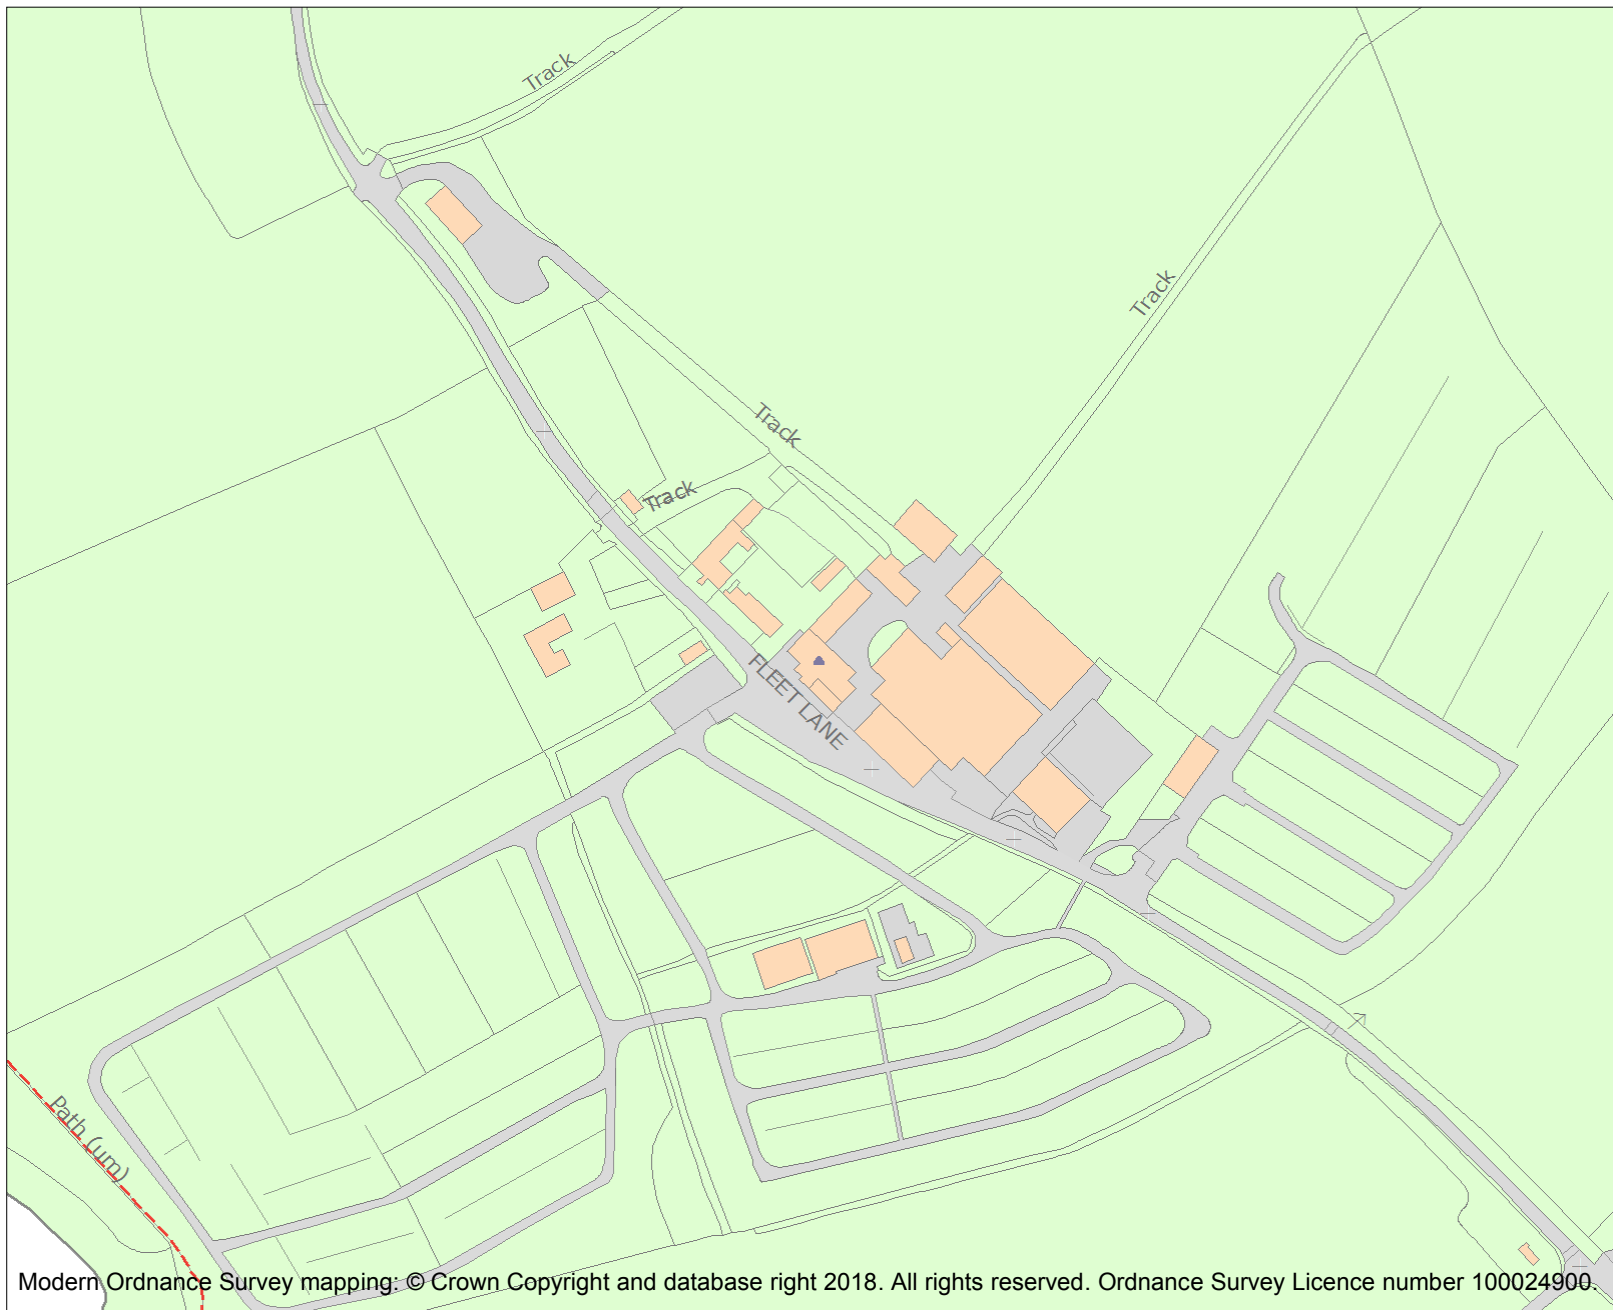 Track
Track
Track
Track
FLEET LANE
Path (um)
Modern Ordnance Survey mapping: © Crown Copyright and database right 2018. All rights reserved. Ordnance Survey Licence number 100024900.